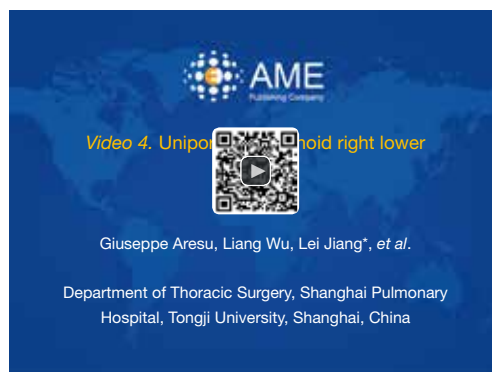 AME
Publishing Company
Video 4. Unipor noid right lower
Giuseppe Aresu, Liang Wu, Lei Jiang*, et al.
Department of Thoracic Surgery, Shanghai Pulmonary
Hospital, Tongji University, Shanghai, China